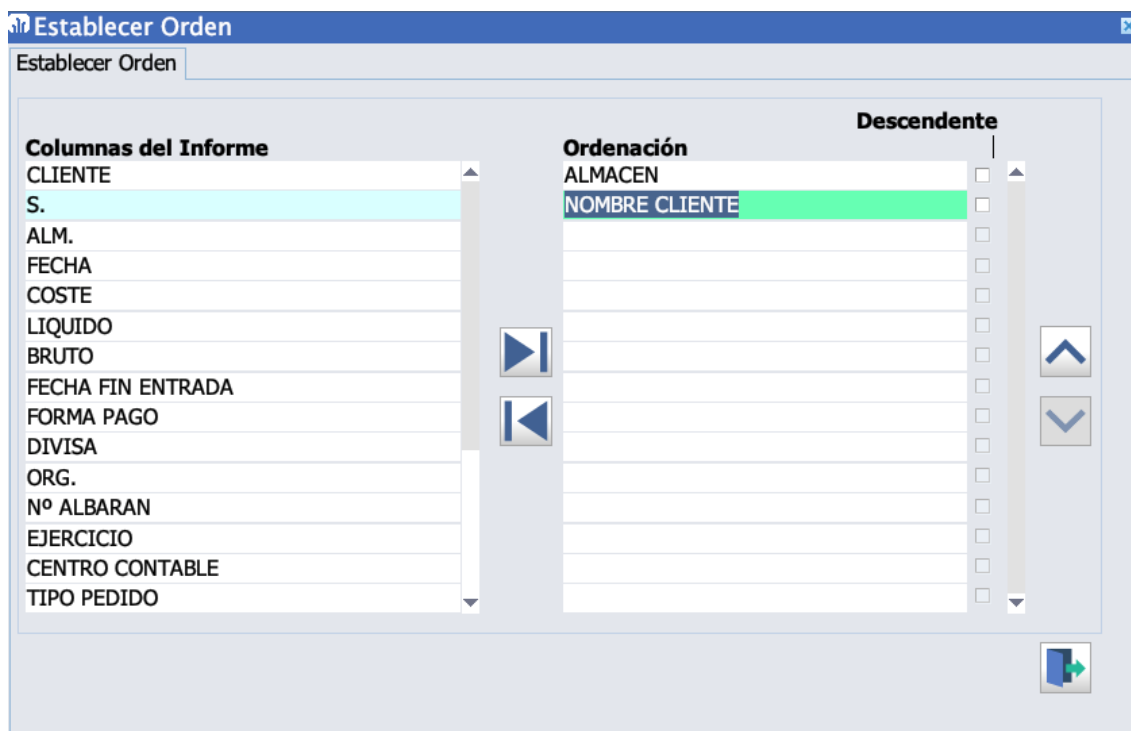 Establecer Orden
Establecer Orden
Descendente
Columnas del Informe
Ordenación
CLIENTE
ALMACEN
S.
NOMBRE CLIENTE
ALM.
FECHA
COSTE
LIQUIDO
BRUTO
FECHA FIN ENTRADA
FORMA PAGO
DIVISA
ORG.
Nº ALBARAN
EJERCICIO
CENTRO CONTABLE
TIPO PEDIDO